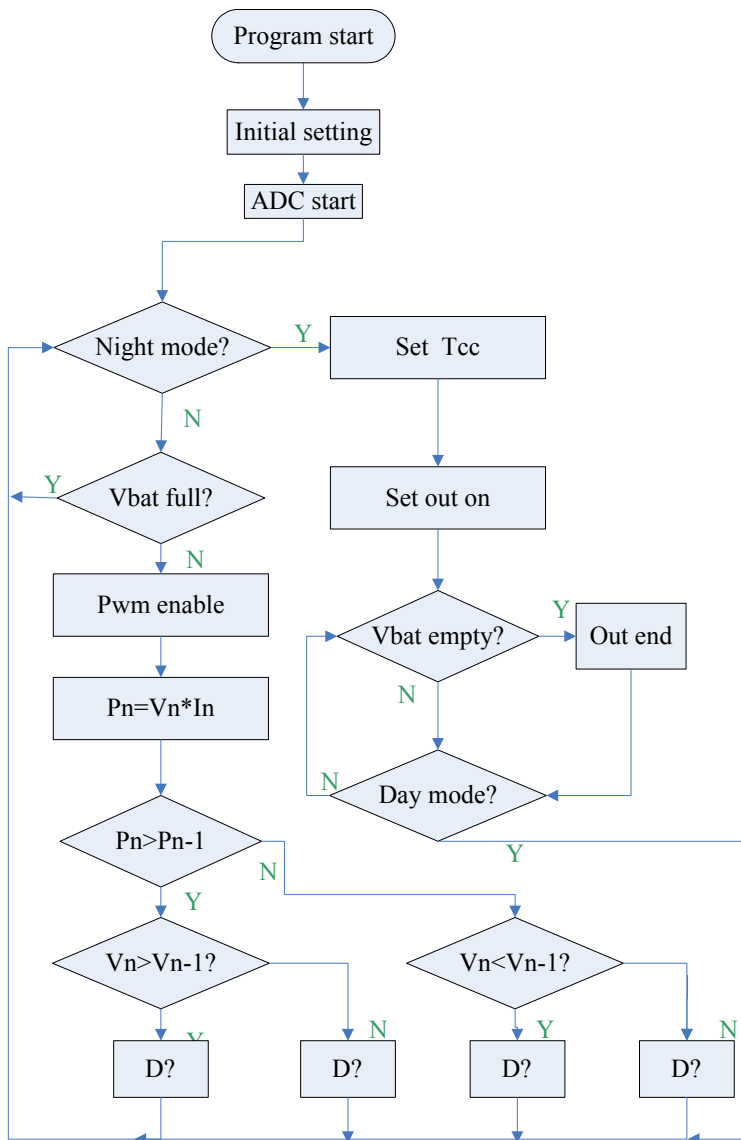 Program start
Initial setting
ADC start
Night mode?
Y
Set Tcc
N
Y
Vbat full?
Set out on
N
Pwm enable
Vbat empty?
Y
Out end
Pn=Vn*In
N
N
Day mode?
Y
Pn>Pn-1
N
Y
Vn>Vn-1?
Vn<Vn-1?
Y
N
Y
N
D?
D?
D?
D?